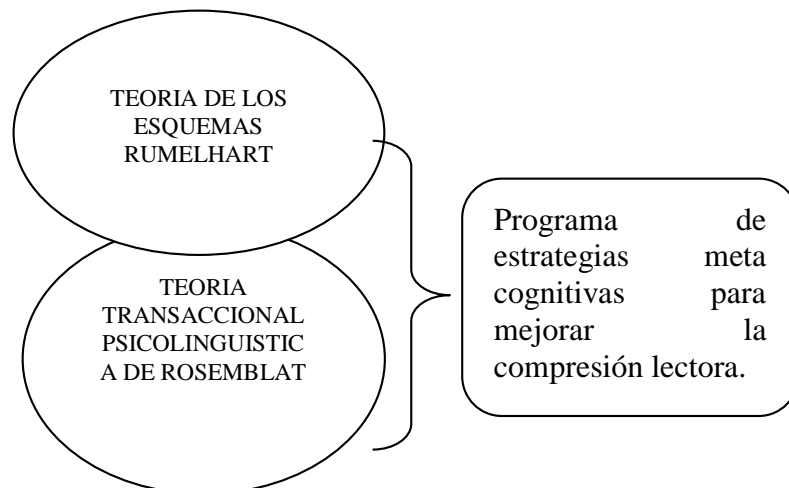 TEORIA DE LOS
ESQUEMAS
RUMELHART
TEORIA
TRANSACCIONAL
PSICOLINGUISTIC
A DE ROSEMBLAT
Programa de
estrategias meta
cognitivas para
mejorar la
compresión lectora.